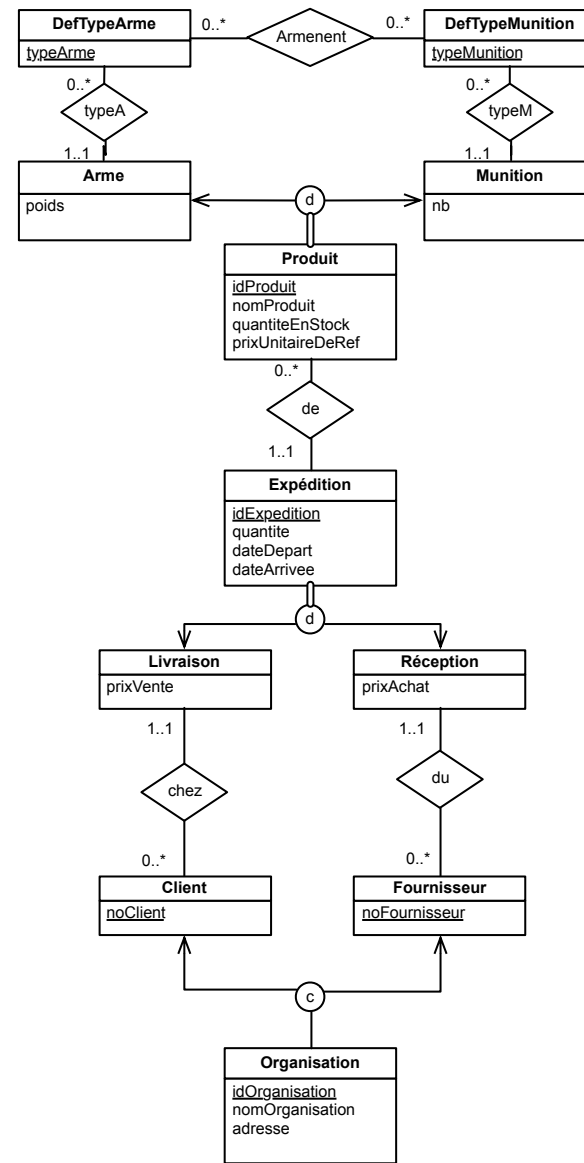 DefTypeArme
typeArme
0..*
Armenent
0..*
DefTypeMunition
typeMunition
0..*
typeA
1..1
0..*
typeM
1..1
Arme
poids
d
Munition
nb
Produit
idProduit
nomProduit
quantiteEnStock
prixUnitaireDeRef
0..*
de
1..1
Expédition
idExpedition
quantite
dateDepart
dateArrivee
d
Livraison
prixVente
Réception
prixAchat
1..1
chez
0..*
1..1
du
0..*
Client
noClient
Fournisseur
noFournisseur
c
Organisation
idOrganisation
nomOrganisation
adresse